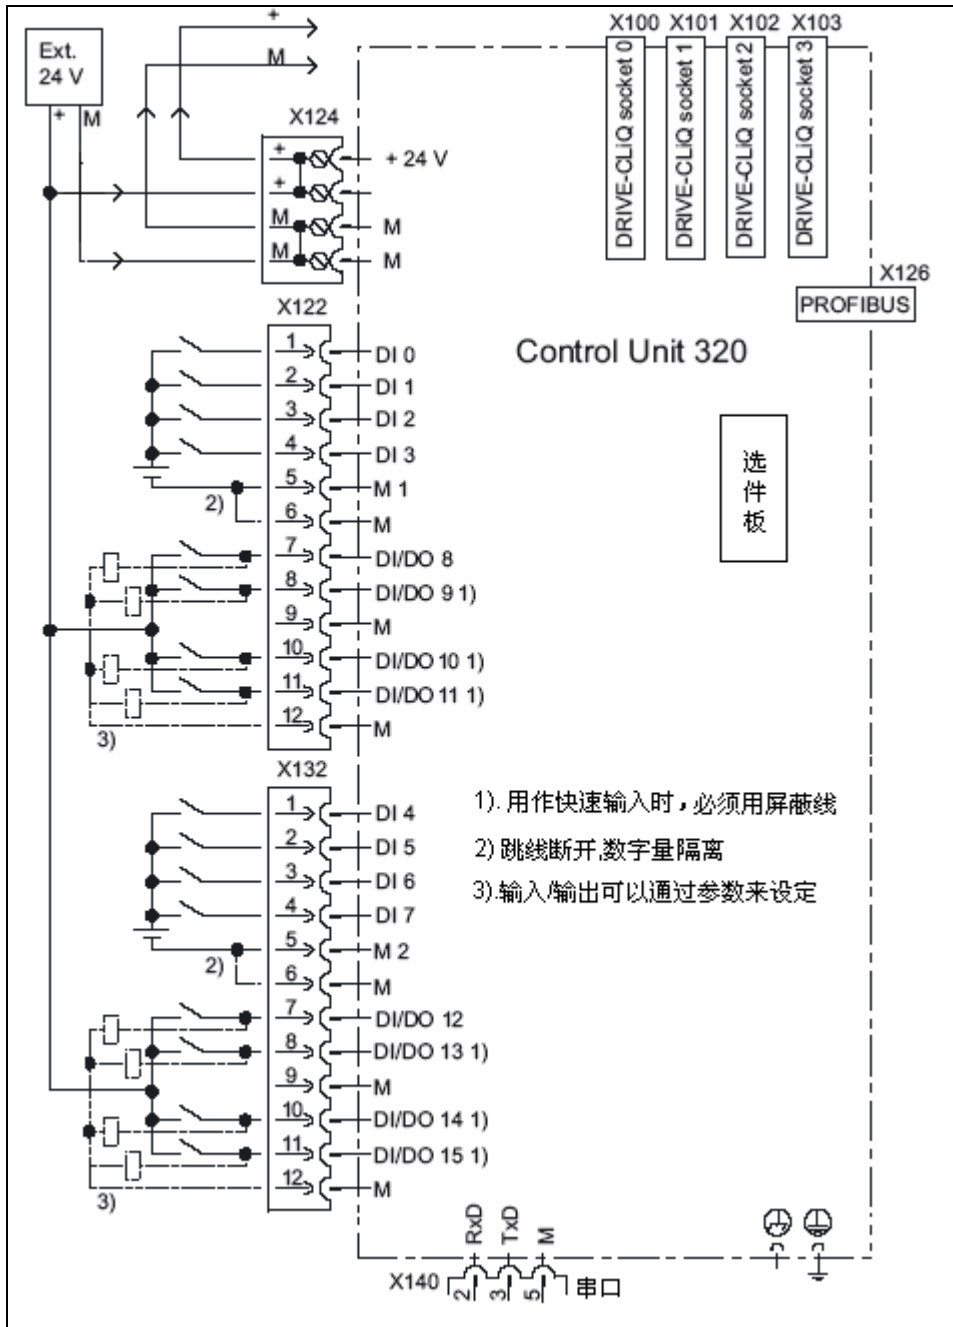 Ext.
24 V
+ M
+
M
X124
+ + 24 V
+
M M
M M
X100 X101 X102 X103
DRIVE-CLiQ socket 0
DRIVE-CLiQ socket 1
DRIVE-CLiQ socket 2
DRIVE-CLiQ socket 3
X126
PROFIBUS
Control Unit 320
选件板
X122
1 DI 0
2 DI 1
3 DI 2
4 DI 3
2) 5 M 1
6 M
7 DI/DO 8
8 DI/DO 9 1)
9 M
10 DI/DO 10 1)
11 DI/DO 11 1)
12 M
3)
X132
1 DI 4
2 DI 5
3 DI 6
4 DI 7
2) 5 M 2
6 M
7 DI/DO 12
8 DI/DO 13 1)
9 M
10 DI/DO 14 1)
11 DI/DO 15 1)
12 M
3)
1). 用作快速输入时，必须用屏蔽线
2) 跳线断开,数字量隔离
3).输入/输出可以通过参数来设定
RxD TxD M
X140 2 3 5 串口